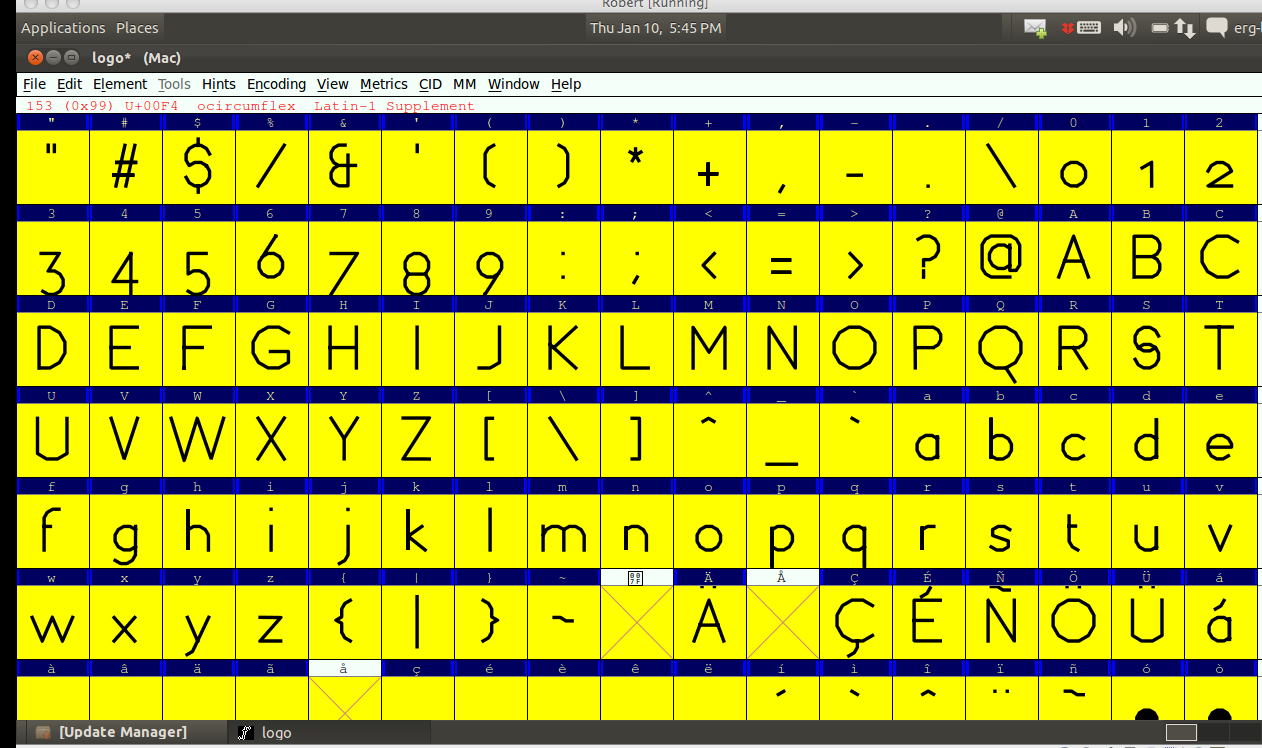 Robert [Running]
Applications Places Thu Jan 10, 5:45 PM erg-
logo* (Mac)
File Edit Element Tools Hints Encoding View Metrics CID MM Window Help
153 (0x99) U+00F4 ocircumflex Latin-1 Supplement
" # $ % & ' ( ) * + , - . / 0 1 2
" # $ / & ' ( ) * + , - . \ 0 1 2
3 4 5 6 7 8 9 : ; < = > ? @ A B C
3 4 5 6 7 8 9 : ; < = > ? @ A B C
D E F G H I J K L M N O P Q R S T
D E F G H I J K L M N O P Q R S T
U V W X Y Z [ \ ] ^ _ ` a b c d e
U V W X Y Z [ \ ] ^ _ ` a b c d e
f g h i j k l m n o p q r s t u v
f g h i j k l m n o p q r s t u v
w x y z { | } ~ 007F Ä Å Ç É Ñ Ö Ü á
w x y z { | } ~ Ä Ç É Ñ Ö Ü á
à â ä ã å ç é è ê ë í ì î ï ñ ó ò
´ ` ^ ¨ ~
[Update Manager] logo